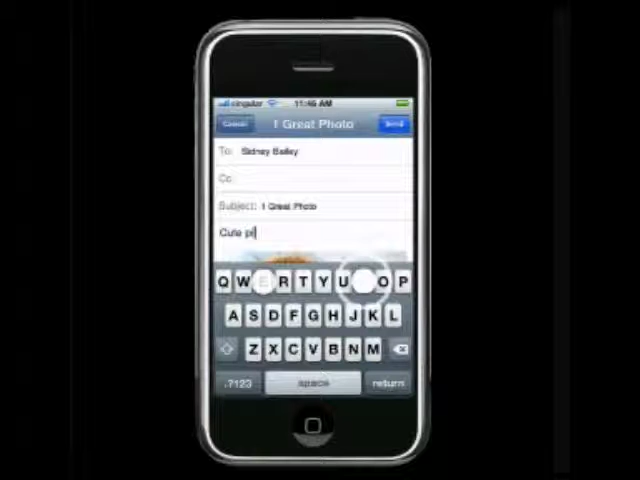 cingular 11:46 AM
Cancel 1 Great Photo Send
To: Sidney Bailey
Cc:
Subject: 1 Great Photo
Cute pi
Q W E R T Y U O P
A S D F G H J K L
Z X C V B N M
.?123 space return